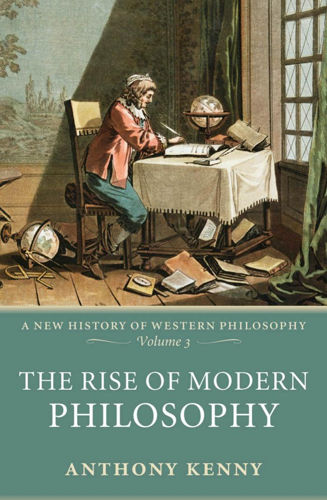 A NEW HISTORY OF WESTERN PHILOSOPHY
Volume 3
THE RISE OF MODERN
PHILOSOPHY
ANTHONY KENNY